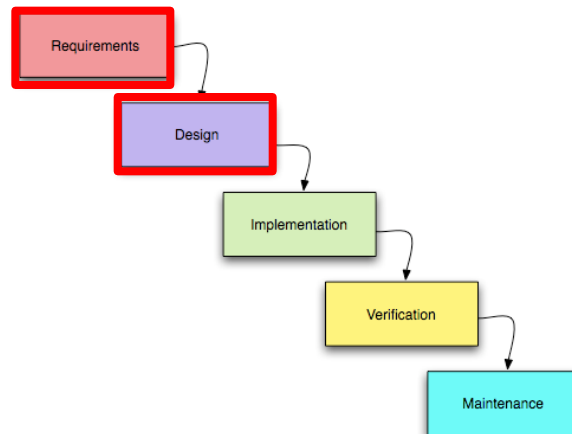 Requirements
Design
Implementation
Verification
Maintenance